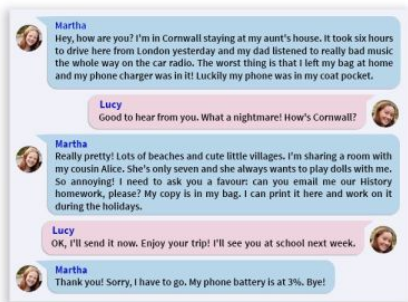 Martha
Hey, how are you? I'm in Cornwall staying at my aunt's house. It took six hours
to drive here from London yesterday and my dad listened to really bad music
the whole way on the car radio. The worst thing is that I left my bag at home
and my phone charger was in it! Luckily my phone was in my coat pocket.
Lucy
Good to hear from you. What a nightmare! How's Cornwall?
Martha
Really pretty! Lots of beaches and cute little villages. I'm sharing a room with
my cousin Alice. She's only seven and she always wants to play dolls with me.
So annoying! I need to ask you a favour: can you email me our History
homework, please? My copy is in my bag. I can print it here and work on it
during the holidays.
Lucy
OK, I'll send it now. Enjoy your trip! I'll see you at school next week.
Martha
Thank you! Sorry, I have to go. My phone battery is at 3%. Bye!